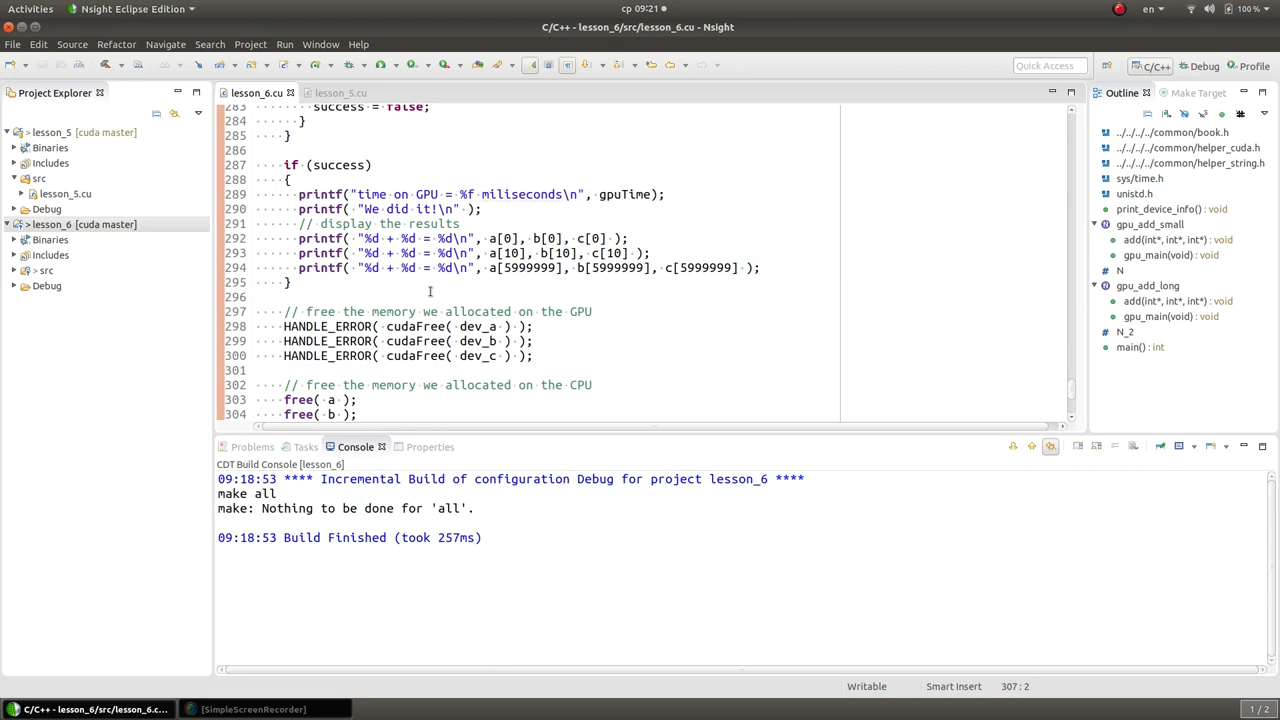 Activities
Nsight Eclipse Edition
ср 09:21
en
100 %
C/C++ - lesson_6/src/lesson_6.cu - Nsight
File Edit Source Refactor Navigate Search Project Run Window Help
Quick Access
C/C++
Debug
Profile
Project Explorer
> lesson_5 [cuda master]
Binaries
Includes
src
lesson_5.cu
Debug
> lesson_6 [cuda master]
Binaries
Includes
> src
Debug
lesson_6.cu
lesson_5.cu
283 success = false;
284 }
285 }
286
287 if (success)
288 {
289 printf("time on GPU = %f miliseconds\n", gpuTime);
290 printf( "We did it!\n" );
291 // display the results
292 printf( "%d + %d = %d\n", a[0], b[0], c[0] );
293 printf( "%d + %d = %d\n", a[10], b[10], c[10] );
294 printf( "%d + %d = %d\n", a[5999999], b[5999999], c[5999999] );
295 }
296
297 // free the memory we allocated on the GPU
298 HANDLE_ERROR( cudaFree( dev_a ) );
299 HANDLE_ERROR( cudaFree( dev_b ) );
300 HANDLE_ERROR( cudaFree( dev_c ) );
301
302 // free the memory we allocated on the CPU
303 free( a );
304 free( b );
Outline
Make Target
../../../../common/book.h
../../../../common/helper_cuda.h
../../../../common/helper_string.h
sys/time.h
unistd.h
print_device_info() : void
gpu_add_small
add(int*, int*, int*) : void
gpu_main(void) : void
N
gpu_add_long
add(int*, int*, int*) : void
gpu_main(void) : void
N_2
main() : int
Problems
Tasks
Console
Properties
CDT Build Console [lesson_6]
09:18:53 **** Incremental Build of configuration Debug for project lesson_6 ****
make all
make: Nothing to be done for 'all'.
09:18:53 Build Finished (took 257ms)
Writable
Smart Insert
307 : 2
C/C++ - lesson_6/src/lesson_6.c...
[SimpleScreenRecorder]
1 / 2